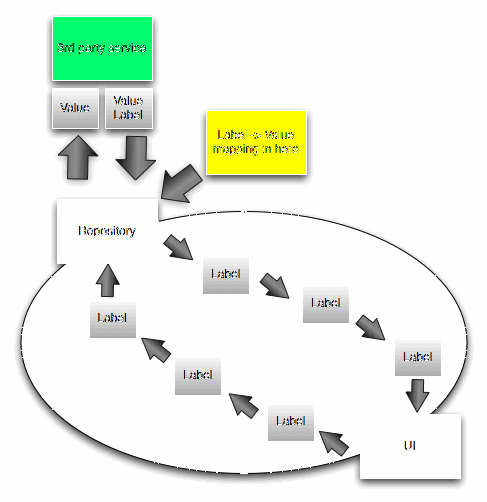 3rd party service
Value
Value
Label
Label -> Value
mapping in here
Repository
Label
Label
Label
Label
Label
Label
UI